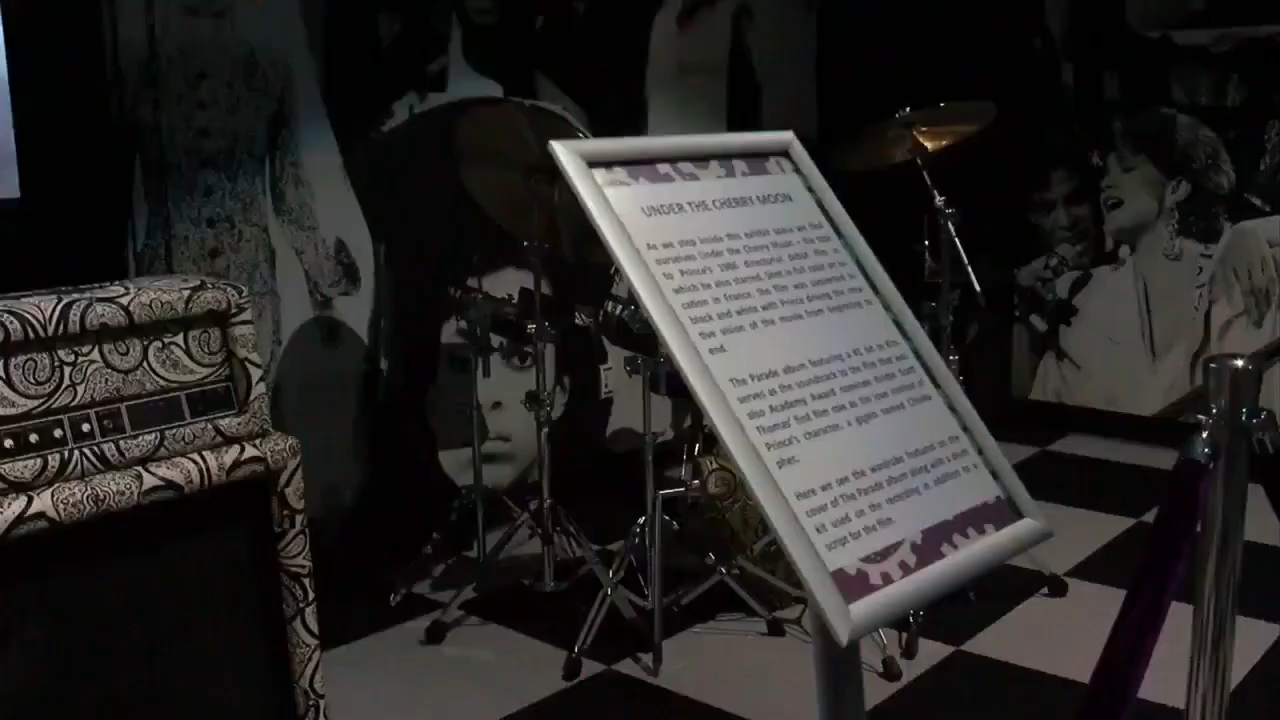 UNDER THE CHERRY MOON
As we step inside this exhibit space we find
ourselves Under the Cherry Moon - the title
to Prince's 1986 directorial debut film in
which he also starred. Shot in full color on lo-
cation in France, the film was converted to
black and white with Prince driving the crea-
tive vision of the movie from beginning to
end.
The Parade album featuring a #1 hit in Kiss,
serves as the soundtrack to the film that was
also Academy Award nominee Kristin Scott
Thomas' first film role as the love interest of
Prince's character, a gigolo named Christo-
pher.
Here we see the wardrobe featured on the
cover of The Parade album along with a drum
kit used on the recording in addition to a
script for the film.